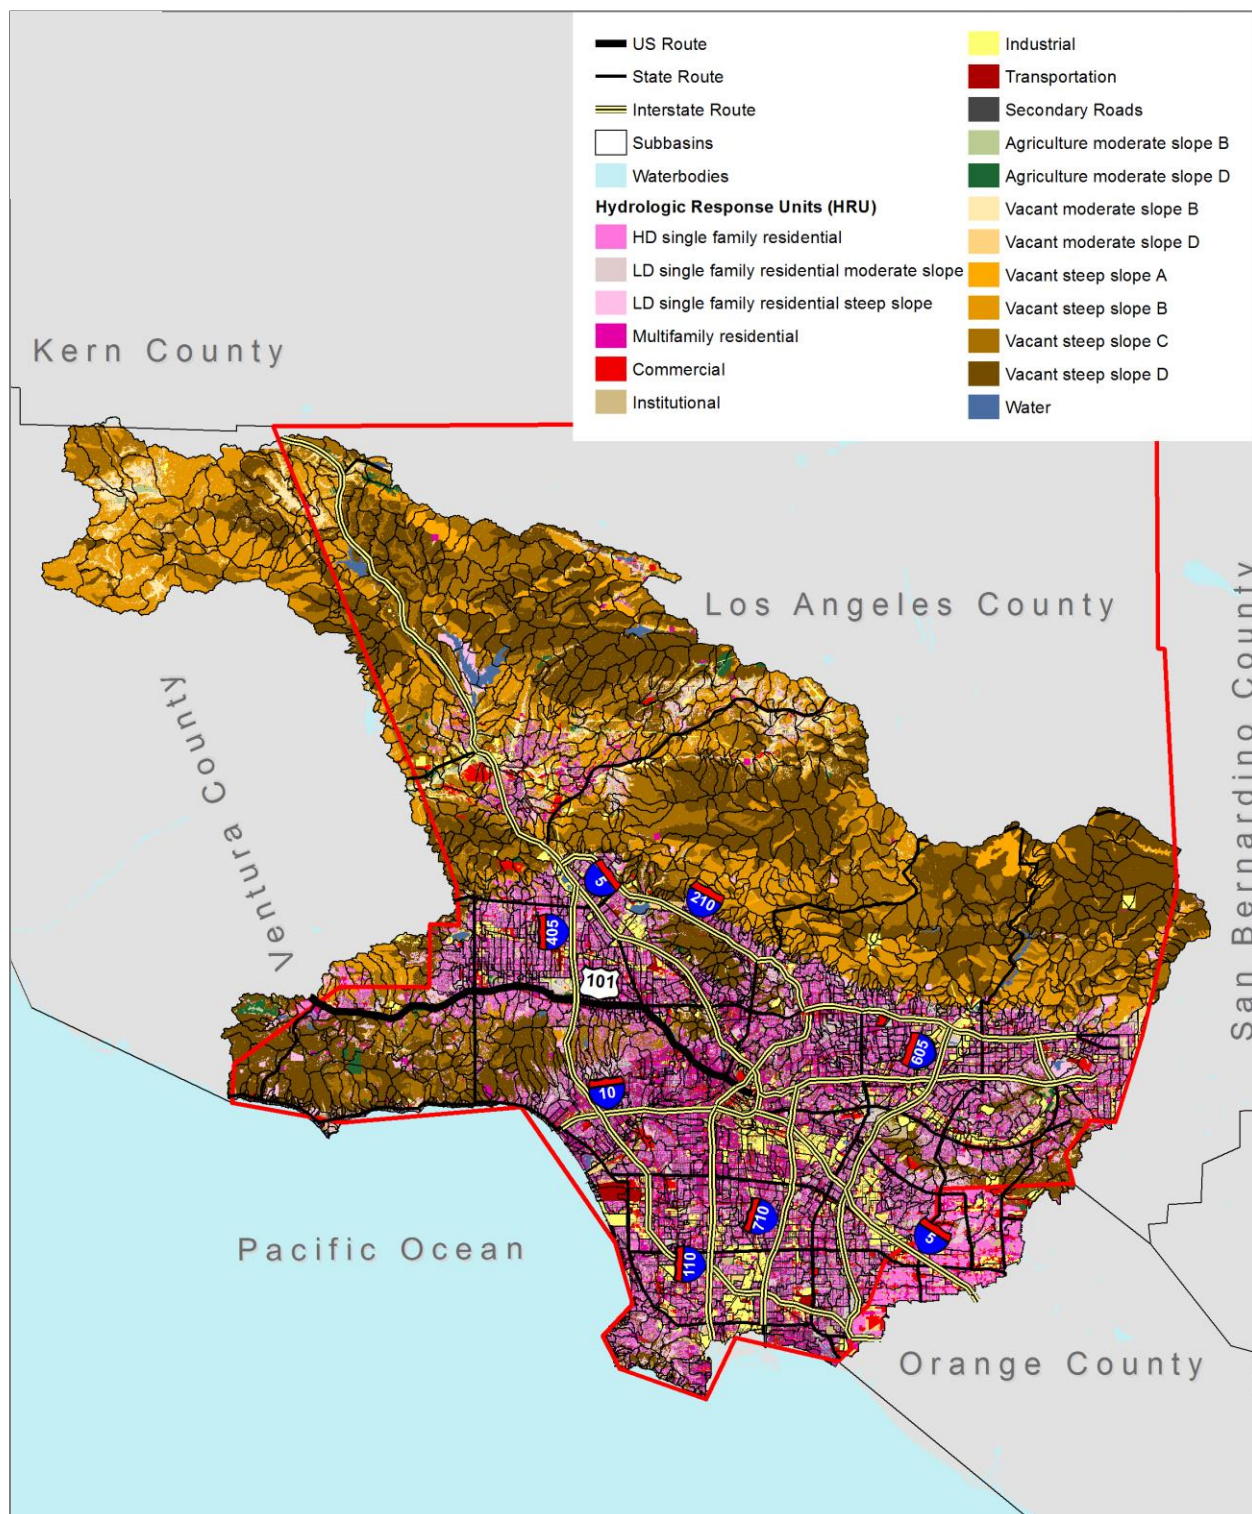 US Route
State Route
Interstate Route
Subbasins
Waterbodies
Hydrologic Response Units (HRU)
HD single family residential
LD single family residential moderate slope
LD single family residential steep slope
Multifamily residential
Commercial
Institutional
Industrial
Transportation
Secondary Roads
Agriculture moderate slope B
Agriculture moderate slope D
Vacant moderate slope B
Vacant moderate slope D
Vacant steep slope A
Vacant steep slope B
Vacant steep slope C
Vacant steep slope D
Water
Kern County
Los Angeles County
San Bernardino County
Ventura County
5
210
405
101
605
10
710
5
110
Pacific Ocean
Orange County